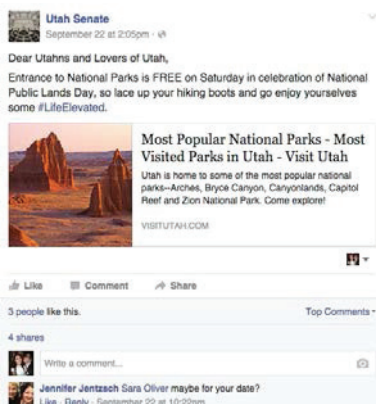 Utah Senate
September 22 at 2:05pm ·
Dear Utahns and Lovers of Utah,
Entrance to National Parks is FREE on Saturday in celebration of National
Public Lands Day, so lace up your hiking boots and go enjoy yourselves
some #LifeElevated.
Most Popular National Parks - Most
Visited Parks in Utah - Visit Utah
Utah is home to some of the most popular national
parks--Arches, Bryce Canyon, Canyonlands, Capitol
Reef and Zion National Park. Come explore!
VISITUTAH.COM
Like Comment Share
3 people like this. Top Comments
4 shares
Write a comment...
Jennifer Jentzsch Sara Oliver maybe for your date?
Like · Reply · September 22 at 10:20pm